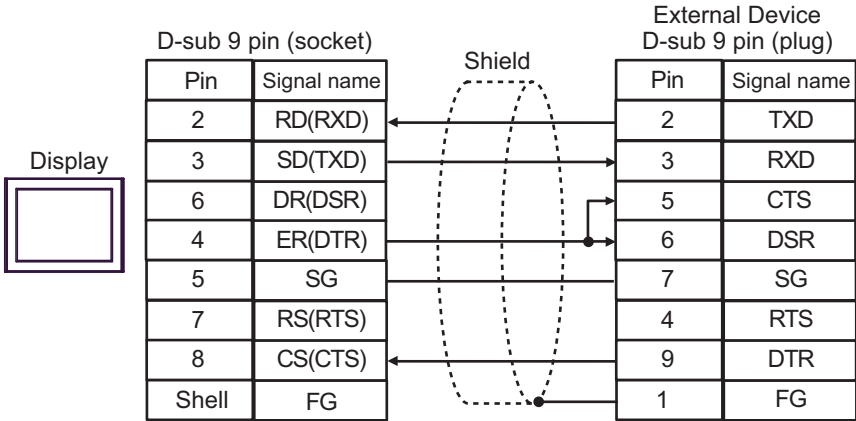 External Device
D-sub 9 pin (socket) D-sub 9 pin (plug)
Shield
Pin Signal name Pin Signal name
2 RD(RXD) 2 TXD
Display 3 SD(TXD) 3 RXD
6 DR(DSR) 5 CTS
4 ER(DTR) 6 DSR
5 SG 7 SG
7 RS(RTS) 4 RTS
8 CS(CTS) 9 DTR
Shell FG 1 FG